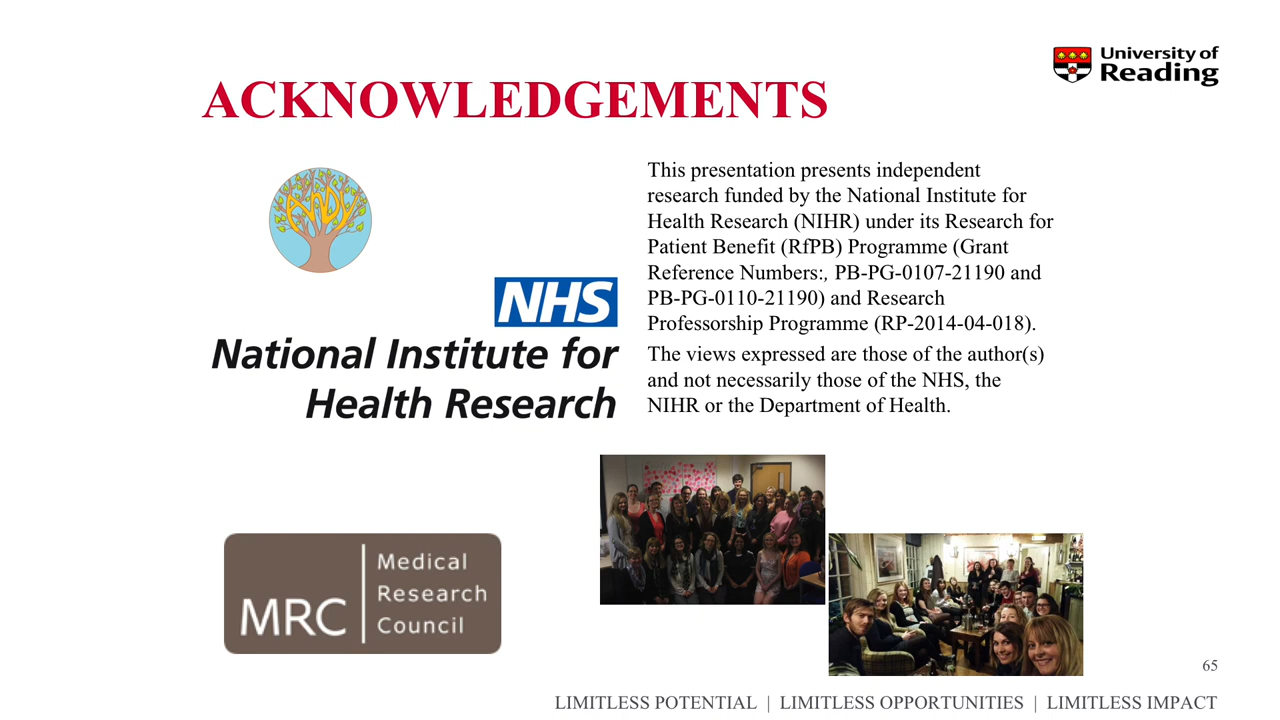 University of
Reading
ACKNOWLEDGEMENTS
ANDY
This presentation presents independent
research funded by the National Institute for
Health Research (NIHR) under its Research for
Patient Benefit (RfPB) Programme (Grant
Reference Numbers:, PB-PG-0107-21190 and
PB-PG-0110-21190) and Research
Professorship Programme (RP-2014-04-018).
The views expressed are those of the author(s)
and not necessarily those of the NHS, the
NIHR or the Department of Health.
NHS
National Institute for
Health Research
MRC
Medical
Research
Council
65
LIMITLESS POTENTIAL | LIMITLESS OPPORTUNITIES | LIMITLESS IMPACT